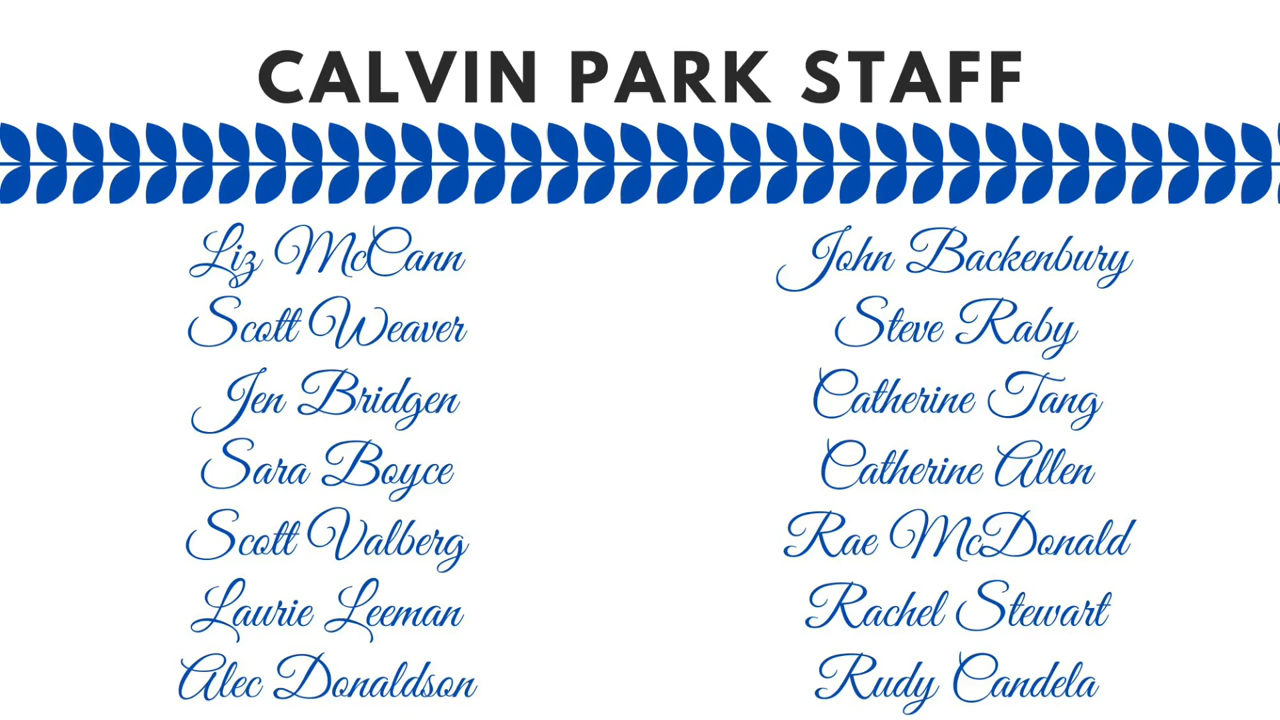 CALVIN PARK STAFF
Liz McCann
Scott Weaver
Jen Bridgen
Sara Boyce
Scott Valberg
Laurie Leeman
Alec Donaldson
John Backenbury
Steve Raby
Catherine Tang
Catherine Allen
Rae McDonald
Rachel Stewart
Rudy Candela